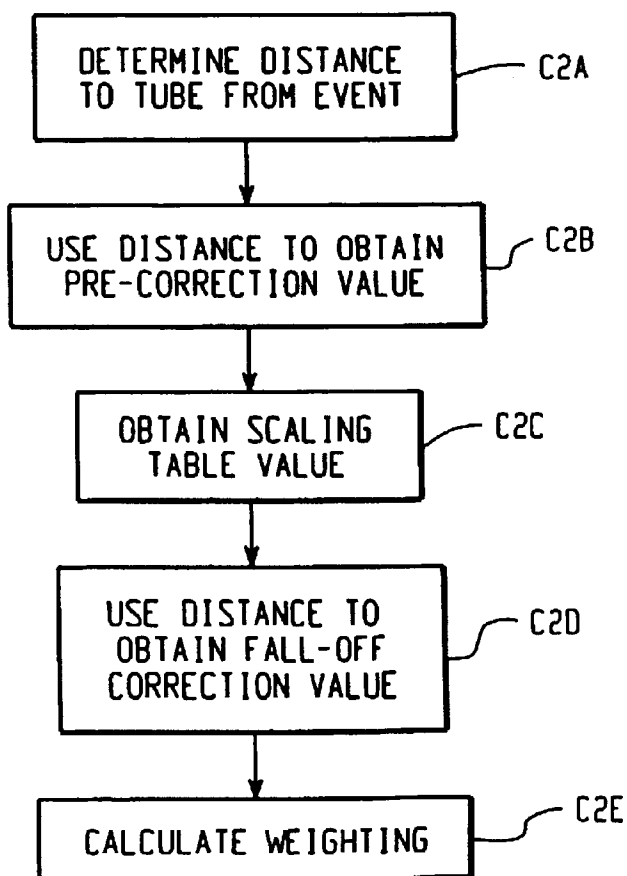 DETERMINE DISTANCE
TO TUBE FROM EVENT
C2A
USE DISTANCE TO OBTAIN
PRE-CORRECTION VALUE
C2B
OBTAIN SCALING
TABLE VALUE
C2C
USE DISTANCE TO
OBTAIN FALL-OFF
CORRECTION VALUE
C2D
CALCULATE WEIGHTING
C2E